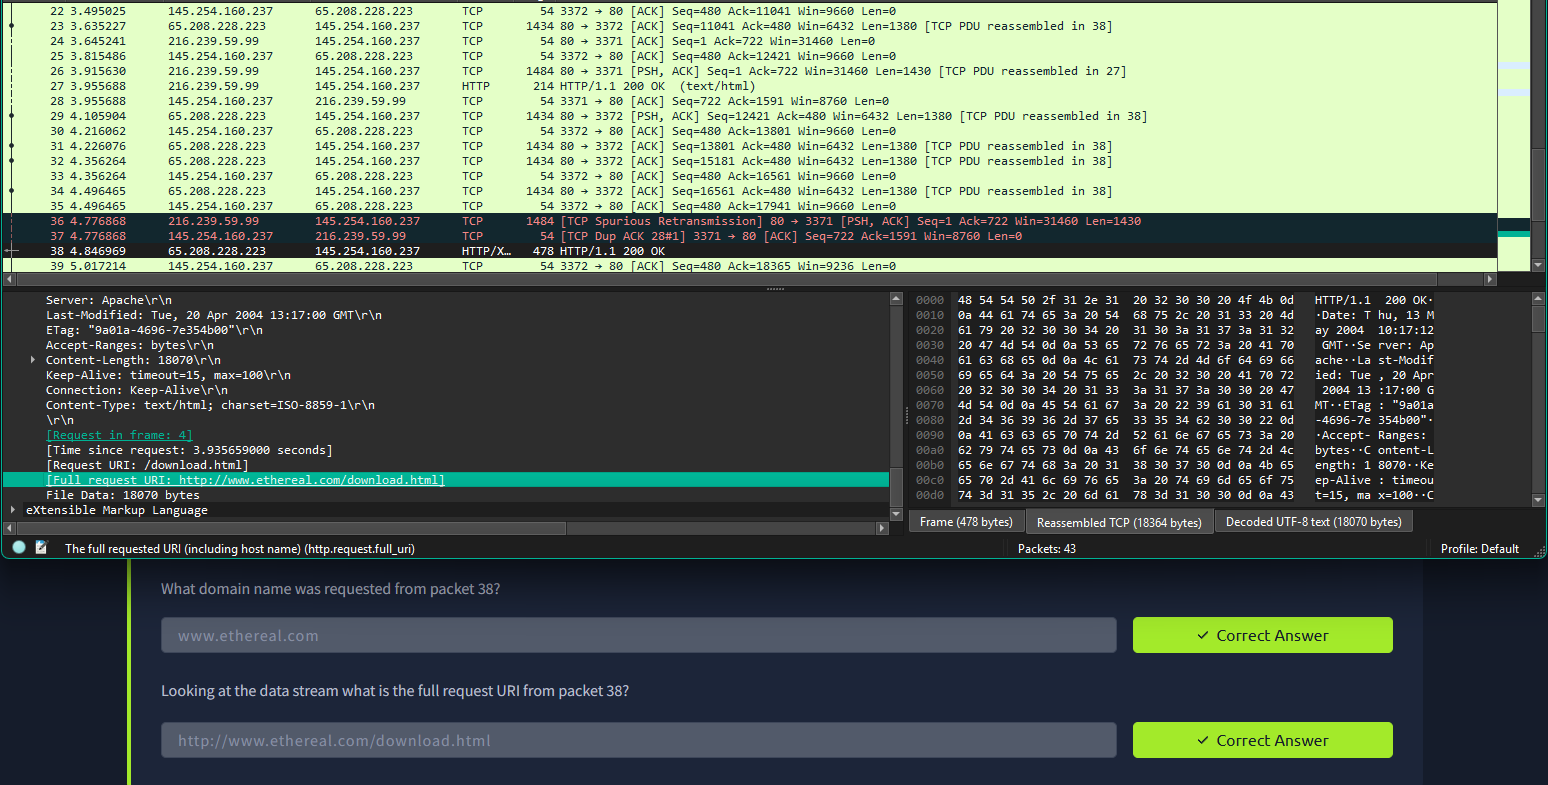 22 3.495025 145.254.160.237 65.208.228.223 TCP 54 3372 → 80 [ACK] Seq=480 Ack=11041 Win=9660 Len=0
23 3.635227 65.208.228.223 145.254.160.237 TCP 1434 80 → 3372 [ACK] Seq=11041 Ack=480 Win=6432 Len=1380 [TCP PDU reassembled in 38]
24 3.645241 216.239.59.99 145.254.160.237 TCP 54 80 → 3371 [ACK] Seq=1 Ack=722 Win=31460 Len=0
25 3.815486 145.254.160.237 65.208.228.223 TCP 54 3372 → 80 [ACK] Seq=480 Ack=12421 Win=9660 Len=0
26 3.915630 216.239.59.99 145.254.160.237 TCP 1484 80 → 3371 [PSH, ACK] Seq=1 Ack=722 Win=31460 Len=1430 [TCP PDU reassembled in 27]
27 3.955688 216.239.59.99 145.254.160.237 HTTP 214 HTTP/1.1 200 OK (text/html)
28 3.955688 145.254.160.237 216.239.59.99 TCP 54 3371 → 80 [ACK] Seq=722 Ack=1591 Win=8760 Len=0
29 4.105904 65.208.228.223 145.254.160.237 TCP 1434 80 → 3372 [PSH, ACK] Seq=12421 Ack=480 Win=6432 Len=1380 [TCP PDU reassembled in 38]
30 4.216062 145.254.160.237 65.208.228.223 TCP 54 3372 → 80 [ACK] Seq=480 Ack=13801 Win=9660 Len=0
31 4.226076 65.208.228.223 145.254.160.237 TCP 1434 80 → 3372 [ACK] Seq=13801 Ack=480 Win=6432 Len=1380 [TCP PDU reassembled in 38]
32 4.356264 65.208.228.223 145.254.160.237 TCP 1434 80 → 3372 [ACK] Seq=15181 Ack=480 Win=6432 Len=1380 [TCP PDU reassembled in 38]
33 4.356264 145.254.160.237 65.208.228.223 TCP 54 3372 → 80 [ACK] Seq=480 Ack=16561 Win=9660 Len=0
34 4.496465 65.208.228.223 145.254.160.237 TCP 1434 80 → 3372 [ACK] Seq=16561 Ack=480 Win=6432 Len=1380 [TCP PDU reassembled in 38]
35 4.496465 145.254.160.237 65.208.228.223 TCP 54 3372 → 80 [ACK] Seq=480 Ack=17941 Win=9660 Len=0
36 4.776868 216.239.59.99 145.254.160.237 TCP 1484 [TCP Spurious Retransmission] 80 → 3371 [PSH, ACK] Seq=1 Ack=722 Win=31460 Len=1430
37 4.776868 145.254.160.237 216.239.59.99 TCP 54 [TCP Dup ACK 28#1] 3371 → 80 [ACK] Seq=722 Ack=1591 Win=8760 Len=0
38 4.846969 65.208.228.223 145.254.160.237 HTTP/X… 478 HTTP/1.1 200 OK
39 5.017214 145.254.160.237 65.208.228.223 TCP 54 3372 → 80 [ACK] Seq=480 Ack=18365 Win=9236 Len=0
Server: Apache\r\n
Last-Modified: Tue, 20 Apr 2004 13:17:00 GMT\r\n
ETag: "9a01a-4696-7e354b00"\r\n
Accept-Ranges: bytes\r\n
Content-Length: 18070\r\n
Keep-Alive: timeout=15, max=100\r\n
Connection: Keep-Alive\r\n
Content-Type: text/html; charset=ISO-8859-1\r\n
\r\n
[Request in frame: 4]
[Time since request: 3.935659000 seconds]
[Request URI: /download.html]
[Full request URI: http://www.ethereal.com/download.html]
File Data: 18070 bytes
eXtensible Markup Language
0000 48 54 54 50 2f 31 2e 31 20 32 30 30 20 4f 4b 0d HTTP/1.1 200 OK·
0010 0a 44 61 74 65 3a 20 54 68 75 2c 20 31 33 20 4d ·Date: T hu, 13 M
0020 61 79 20 32 30 30 34 20 31 30 3a 31 37 3a 31 32 ay 2004 10:17:12
0030 20 47 4d 54 0d 0a 53 65 72 76 65 72 3a 20 41 70 GMT··Se rver: Ap
0040 61 63 68 65 0d 0a 4c 61 73 74 2d 4d 6f 64 69 66 ache··La st-Modif
0050 69 65 64 3a 20 54 75 65 2c 20 32 30 20 41 70 72 ied: Tue , 20 Apr
0060 20 32 30 30 34 20 31 33 3a 31 37 3a 30 30 20 47 2004 13 :17:00 G
0070 4d 54 0d 0a 45 54 61 67 3a 20 22 39 61 30 31 61 MT··ETag : "9a01a
0080 2d 34 36 39 36 2d 37 65 33 35 34 62 30 30 22 0d -4696-7e 354b00"·
0090 0a 41 63 63 65 70 74 2d 52 61 6e 67 65 73 3a 20 ·Accept- Ranges:
00a0 62 79 74 65 73 0d 0a 43 6f 6e 74 65 6e 74 2d 4c bytes··C ontent-L
00b0 65 6e 67 74 68 3a 20 31 38 30 37 30 0d 0a 4b 65 ength: 1 8070··Ke
00c0 65 70 2d 41 6c 69 76 65 3a 20 74 69 6d 65 6f 75 ep-Alive : timeou
00d0 74 3d 31 35 2c 20 6d 61 78 3d 31 30 30 0d 0a 43 t=15, ma x=100··C
Frame (478 bytes) Reassembled TCP (18364 bytes) Decoded UTF-8 text (18070 bytes)
The full requested URI (including host name) (http.request.full_uri) Packets: 43 Profile: Default
What domain name was requested from packet 38?
www.ethereal.com ✓ Correct Answer
Looking at the data stream what is the full request URI from packet 38?
http://www.ethereal.com/download.html ✓ Correct Answer